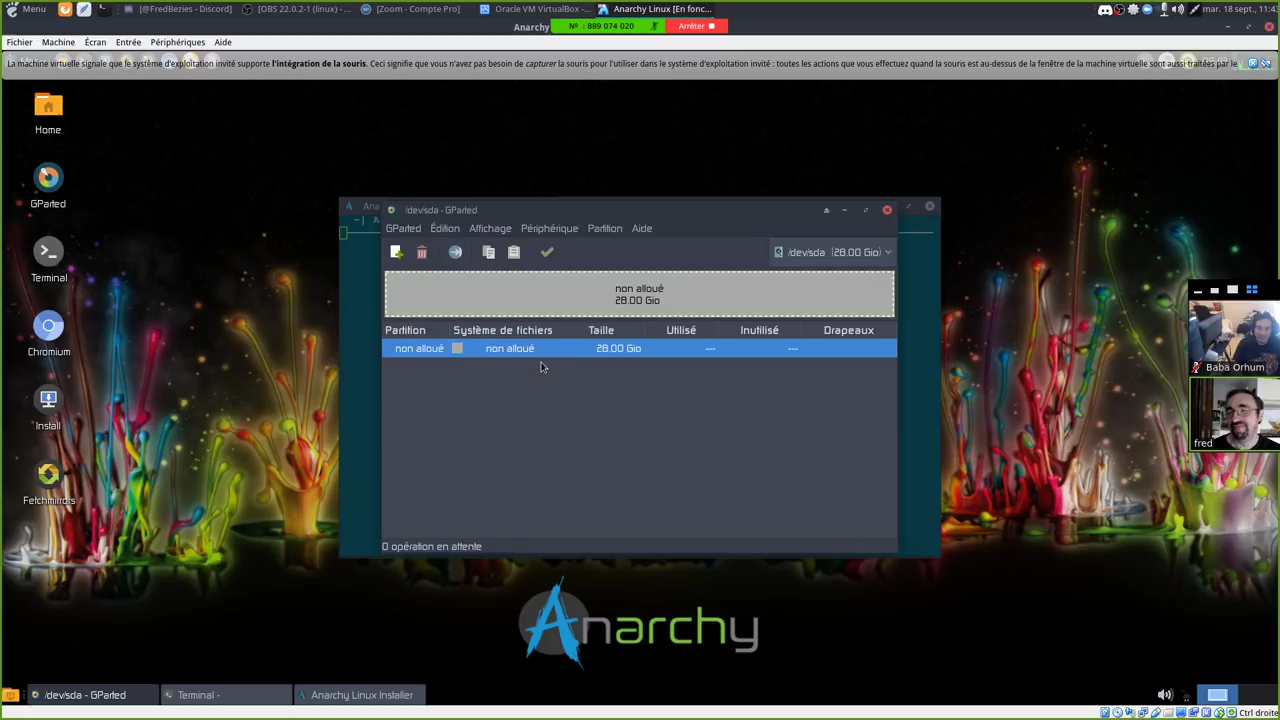 Menu
[@FredBezies - Discord]
[OBS 22.0.2-1 (linux) -...
[Zoom - Compte Pro]
Oracle VM VirtualBox -...
Anarchy Linux [En fonc...
mar. 18 sept., 11:4
Anarchy
N° : 889 074 020
Arrêter
Fichier Machine Écran Entrée Périphériques Aide
La machine virtuelle signale que le système d'exploitation invité supporte l'intégration de la souris. Ceci signifie que vous n'avez pas besoin de capturer la souris pour l'utiliser dans le système d'exploitation invité : toutes les actions que vous effectuez quand la souris est au-dessus de la fenêtre de la machine virtuelle sont aussi traitées par le
Home
GParted
Terminal
Chromium
Install
Fetchmirrors
Ana
/dev/sda - GParted
GParted Édition Affichage Périphérique Partition Aide
/dev/sda (28.00 Gio)
non alloué
28.00 Gio
Partition Système de fichiers Taille Utilisé Inutilisé Drapeaux
non alloué non alloué 28.00 Gio --- ---
0 opération en attente
Baba Orhum
fred
Anarchy
/dev/sda - GParted
Terminal -
Anarchy Linux Installer
Ctrl droite